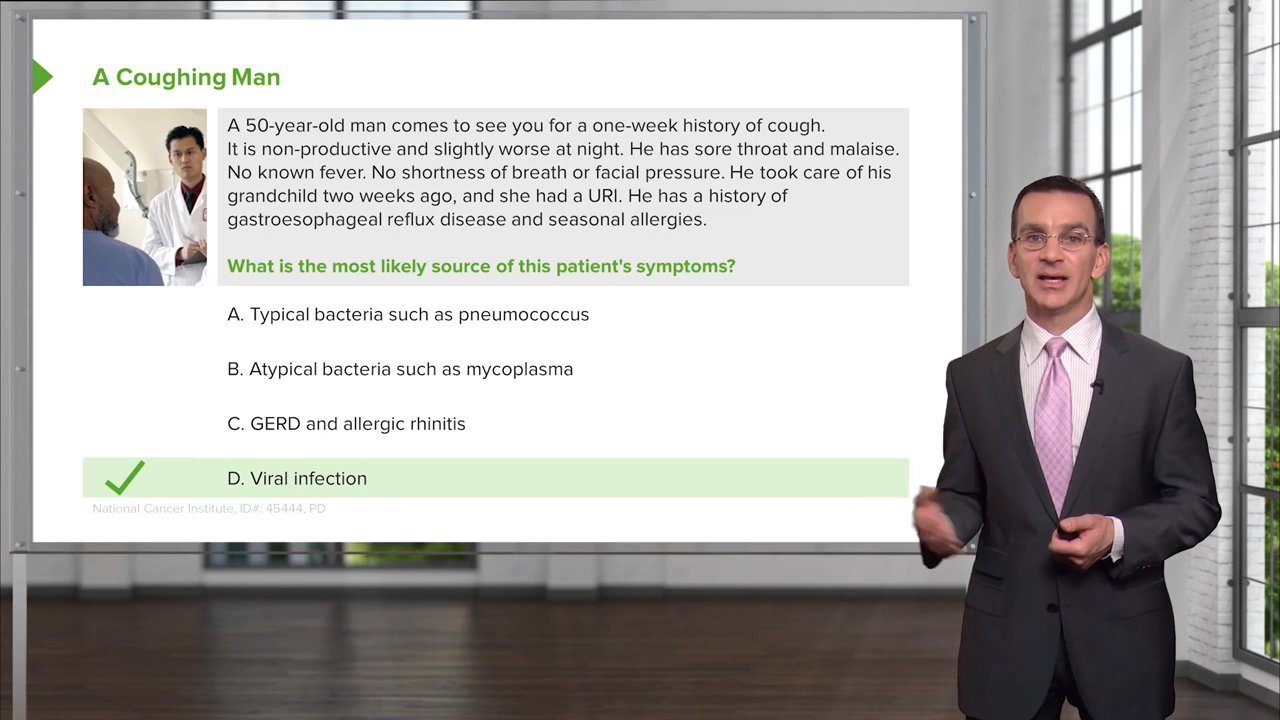 A Coughing Man
A 50-year-old man comes to see you for a one-week history of cough.
It is non-productive and slightly worse at night. He has sore throat and malaise.
No known fever. No shortness of breath or facial pressure. He took care of his
grandchild two weeks ago, and she had a URI. He has a history of
gastroesophageal reflux disease and seasonal allergies.
What is the most likely source of this patient's symptoms?
A. Typical bacteria such as pneumococcus
B. Atypical bacteria such as mycoplasma
C. GERD and allergic rhinitis
D. Viral infection
National Cancer Institute, ID#: 45444, PD